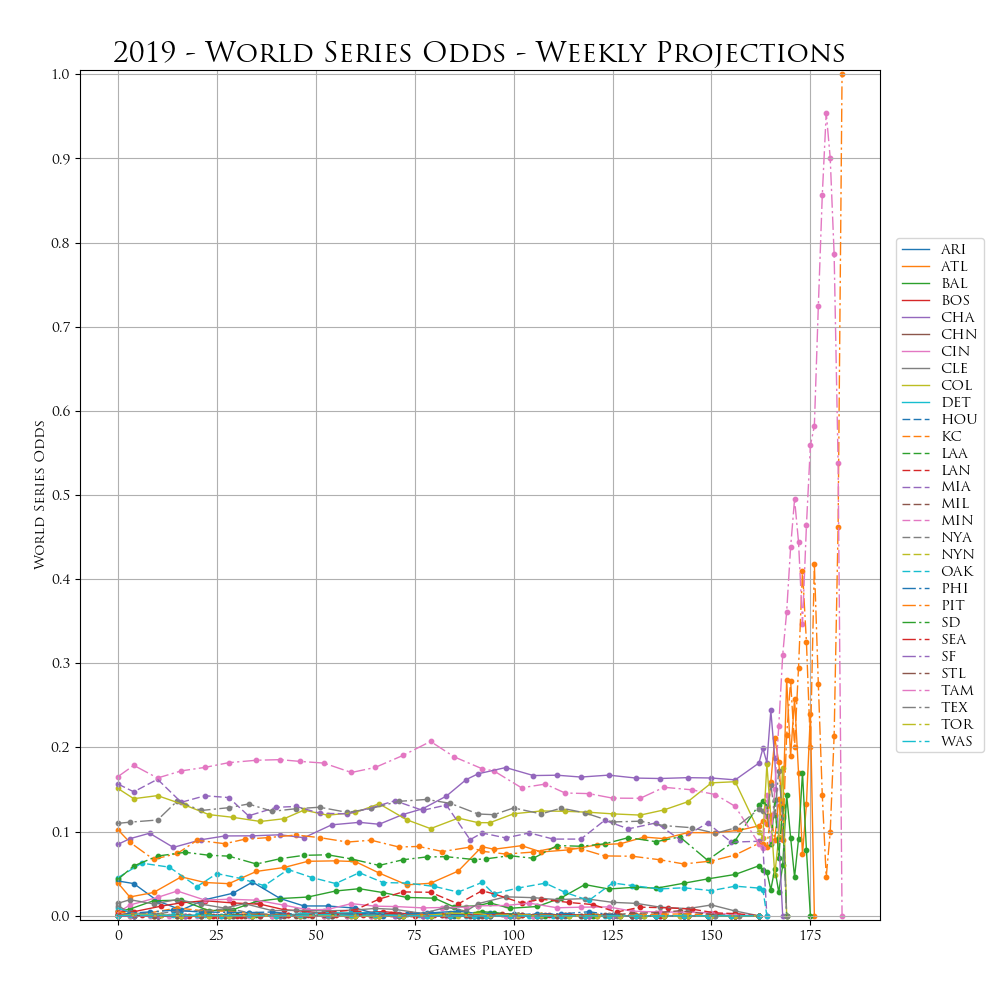 2019 - World Series Odds - Weekly Projections
1.0
0.9
0.8
0.7
0.6
0.5
0.4
0.3
0.2
0.1
0.0
World Series Odds
0 25 50 75 100 125 150 175
Games Played
ARI
ATL
BAL
BOS
CHA
CHN
CIN
CLE
COL
DET
HOU
KC
LAA
LAN
MIA
MIL
MIN
NYA
NYN
OAK
PHI
PIT
SD
SEA
SF
STL
TAM
TEX
TOR
WAS